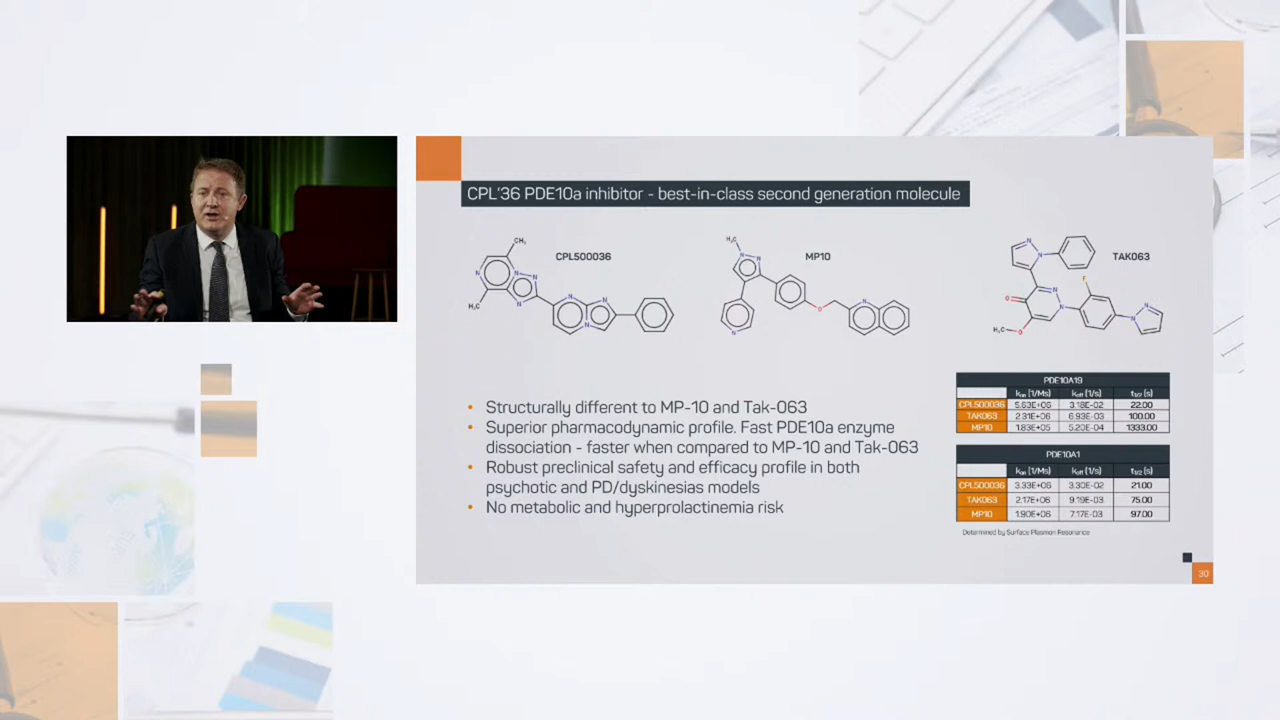 CPL'36 PDE10a inhibitor - best-in-class second generation molecule
CPL500036
MP10
TAK063
CH₃
N
N
N
N
N
N
N
N
H₃C
H₃C
N
N
N
O
N
N
N
F
N
O
N
N
N
H₃C
O
• Structurally different to MP-10 and Tak-063
• Superior pharmacodynamic profile. Fast PDE10a enzyme
dissociation - faster when compared to MP-10 and Tak-063
• Robust preclinical safety and efficacy profile in both
psychotic and PD/dyskinesias models
• No metabolic and hyperprolactinemia risk
PDE10A19
kon [1/Ms] koff [1/s] t1/2 [s]
CPL500036 5.63E+06 3.18E-02 22.00
TAK063 2.31E+06 6.93E-03 100.00
MP10 1.83E+05 5.20E-04 1333.00
PDE10A1
kon [1/Ms] koff [1/s] t1/2 [s]
CPL500036 3.33E+06 3.30E-02 21.00
TAK063 2.17E+06 9.19E-03 75.00
MP10 1.90E+06 7.17E-03 97.00
Determined by Surface Plasmon Resonance
30